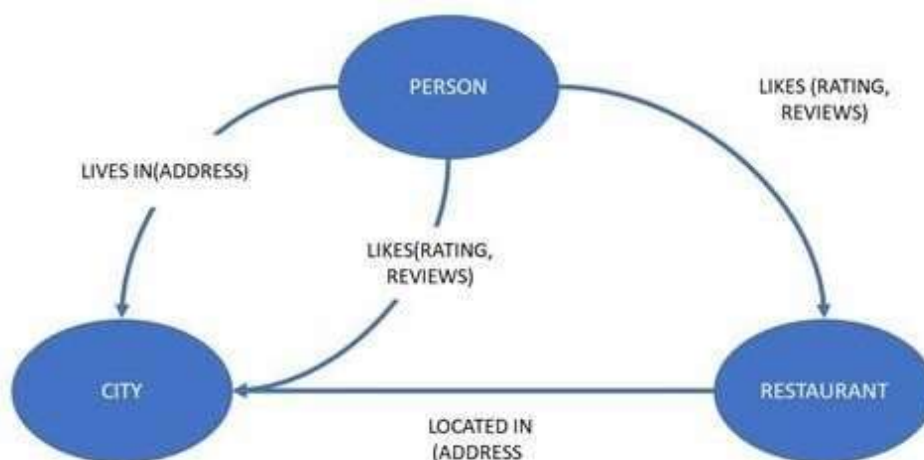 PERSON
LIKES (RATING,
REVIEWS)
LIVES IN(ADDRESS)
LIKES(RATING,
REVIEWS)
CITY
RESTAURANT
LOCATED IN
(ADDRESS